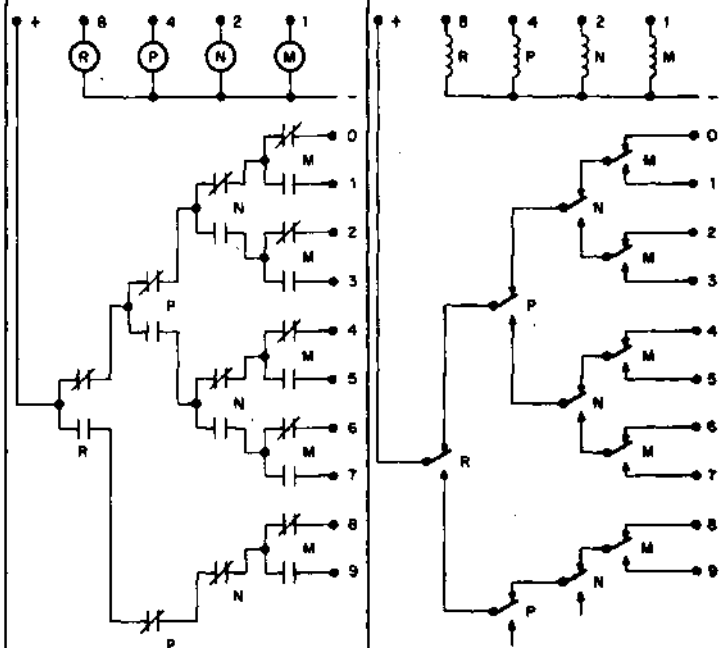 + 8 4 2 1 + 8 4 2 1
R P N M R P N M
− −
0 0
M M
1 1
N N
2 2
M M
3 3
P P
4 4
M M
5 5
N N
6 6
R M R M
7 7
8 8
M M
9 9
N N
P P